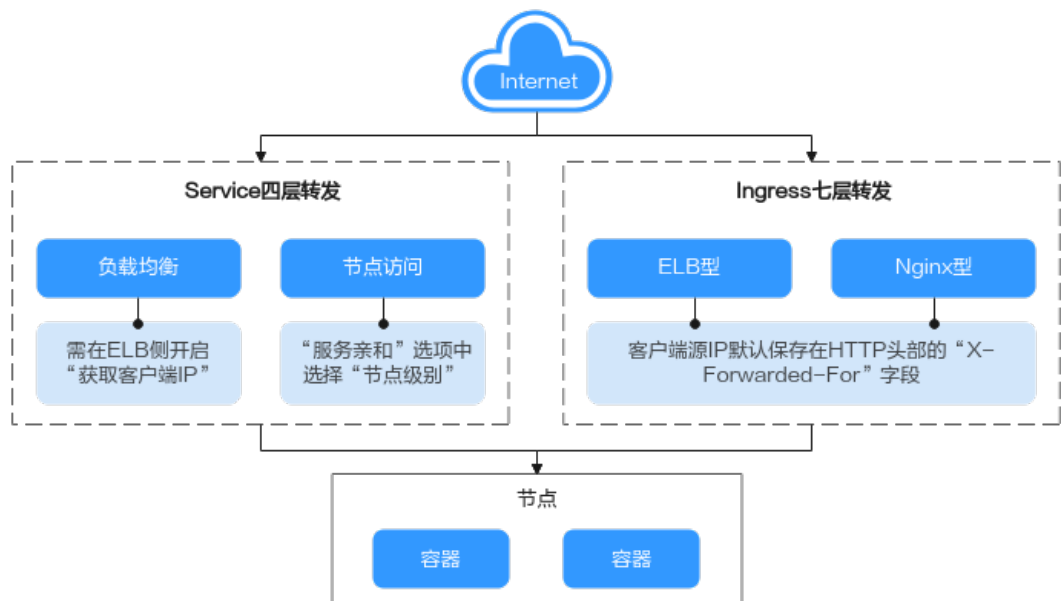 Internet
Service四层转发
Ingress七层转发
负载均衡
节点访问
ELB型
Nginx型
需在ELB侧开启
“获取客户端IP”
“服务亲和”选项中
选择“节点级别”
客户端源IP默认保存在HTTP头部的“X-
Forwarded-For”字段
节点
容器
容器